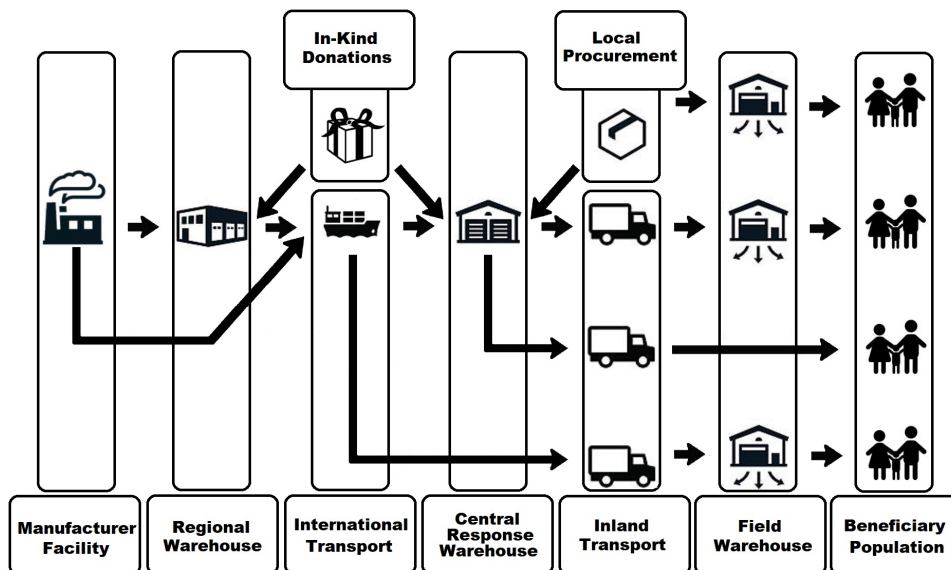 In-Kind
Donations
Local
Procurement
Manufacturer
Facility
Regional
Warehouse
International
Transport
Central
Response
Warehouse
Inland
Transport
Field
Warehouse
Beneficiary
Population